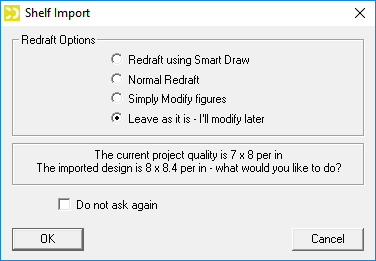 Shelf Import
Redraft Options
Redraft using Smart Draw
Normal Redraft
Simply Modify figures
Leave as it is - I'll modify later
The current project quality is 7 x 8 per in
The imported design is 8 x 8.4 per in - what would you like to do?
Do not ask again
OK
Cancel